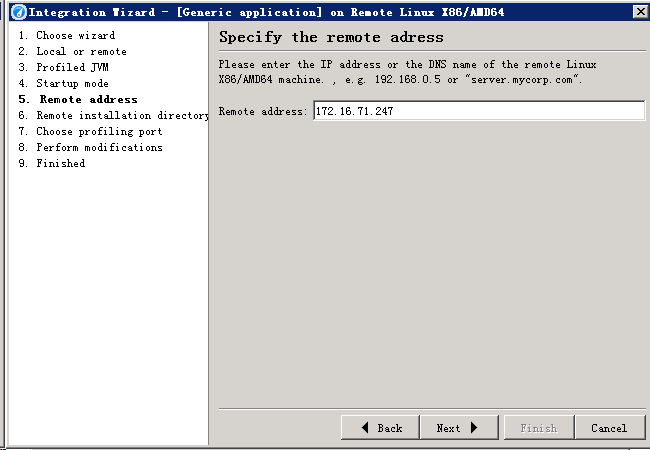 Integration Wizard - [Generic application] on Remote Linux X86/AMD64
1. Choose wizard
2. Local or remote
3. Profiled JVM
4. Startup mode
5. Remote address
6. Remote installation directory
7. Choose profiling port
8. Perform modifications
9. Finished
Specify the remote adress
Please enter the IP address or the DNS name of the remote Linux
X86/AMD64 machine. , e.g. 192.168.0.5 or "server.mycorp.com".
Remote address: 172.16.71.247
Back Next Finish Cancel